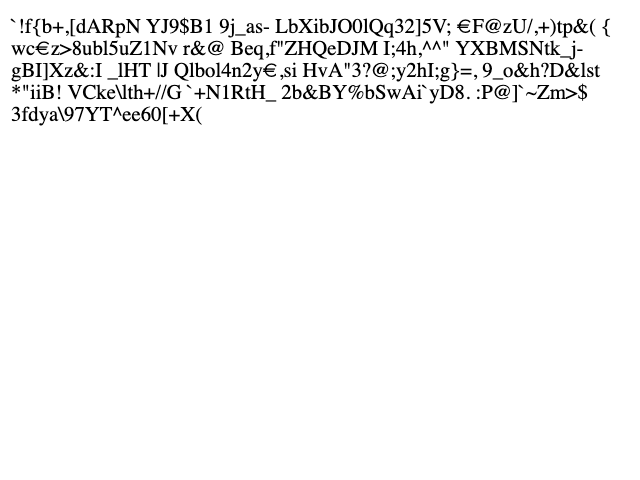 `!f{b+,[dARpN YJ9$B1 9j_as- LbXibJO0lQq32]5V; €F@zU/,+)tp&( {
wc€z>8ubl5uZ1Nv r&@ Beq,f"ZHQeDJM I;4h,^^" YXBMSNtk_j-
gBI]Xz&:I _lHT |J Qlbol4n2y€,si HvA"3?@;y2hI;g}=, 9_o&h?D&lst
*"iiB! VCke\lth+//G`+N1RtH_ 2b&BY%bSwAi`yD8. :P@]`~Zm>$
3fdya\97YT^ee60[+X(